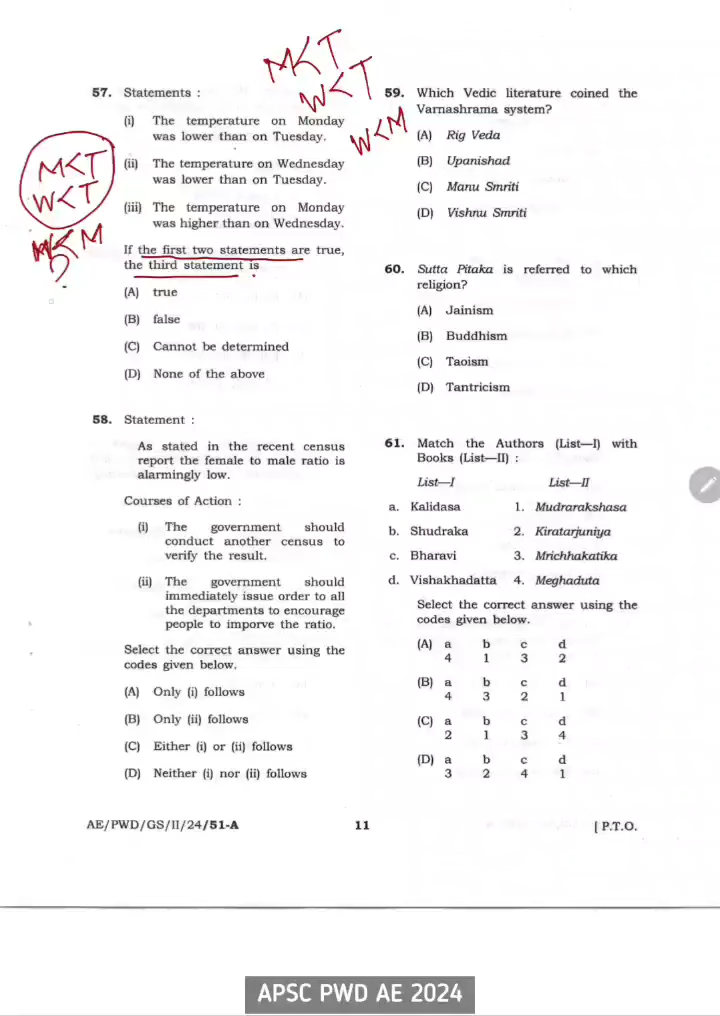 M<T
W<T
W<M
M<T
W<T
57. Statements :
(i) The temperature on Monday
was lower than on Tuesday.
(ii) The temperature on Wednesday
was lower than on Tuesday.
(iii) The temperature on Monday
was higher than on Wednesday.
If the first two statements are true,
the third statement is
(A) true
(B) false
(C) Cannot be determined
(D) None of the above
58. Statement :
As stated in the recent census
report the female to male ratio is
alarmingly low.
Courses of Action :
(i) The government should
conduct another census to
verify the result.
(ii) The government should
immediately issue order to all
the departments to encourage
people to imporve the ratio.
Select the correct answer using the
codes given below.
(A) Only (i) follows
(B) Only (ii) follows
(C) Either (i) or (ii) follows
(D) Neither (i) nor (ii) follows
59. Which Vedic literature coined the
Varnashrama system?
(A) Rig Veda
(B) Upanishad
(C) Manu Smriti
(D) Vishnu Smriti
60. Sutta Pitaka is referred to which
religion?
(A) Jainism
(B) Buddhism
(C) Taoism
(D) Tantricism
61. Match the Authors (List—I) with
Books (List—II) :
List—I List—II
a. Kalidasa 1. Mudrarakshasa
b. Shudraka 2. Kiratarjuniya
c. Bharavi 3. Mrichhakatika
d. Vishakhadatta 4. Meghaduta
Select the correct answer using the
codes given below.
(A) a b c d
4 1 3 2
(B) a b c d
4 3 2 1
(C) a b c d
2 1 3 4
(D) a b c d
3 2 4 1
AE/PWD/GS/II/24/51-A 11 [ P.T.O.
APSC PWD AE 2024